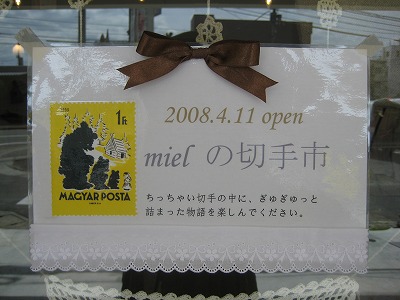 2008.4.11 open
miel の切手市
ちっちゃい切手の中に、ぎゅぎゅっと
詰まった物語を楽しんでください。
1Ft
MAGYAR POSTA